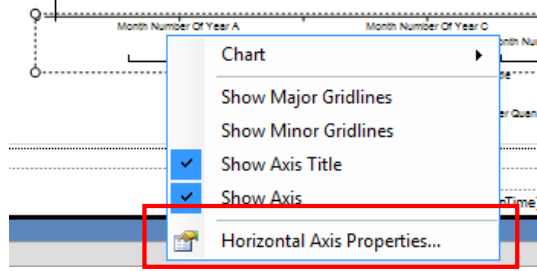 Month Number Of Year A
Month Number Of Year C
Chart
Show Major Gridlines
Show Minor Gridlines
Show Axis Title
Show Axis
Horizontal Axis Properties...